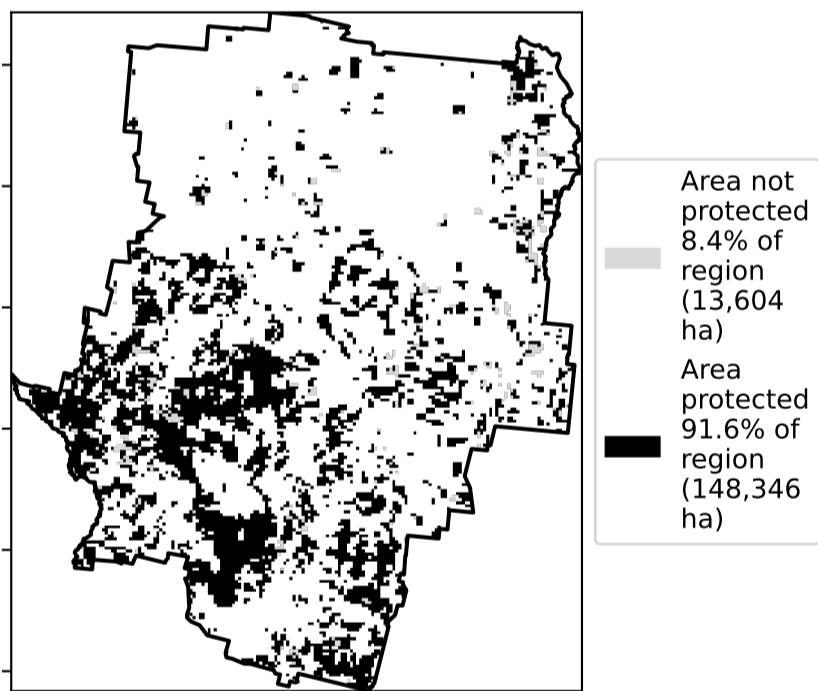 Area not
protected
8.4% of
region
(13,604
ha)
Area
protected
91.6% of
region
(148,346
ha)